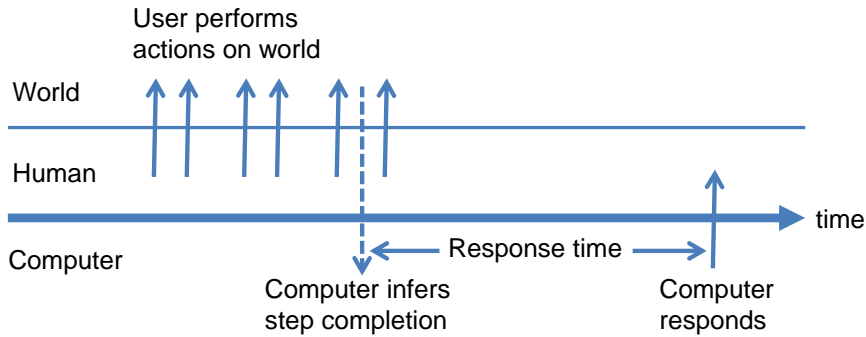 User performs
actions on world
World
Human
time
Computer
Response time
Computer infers
step completion
Computer
responds